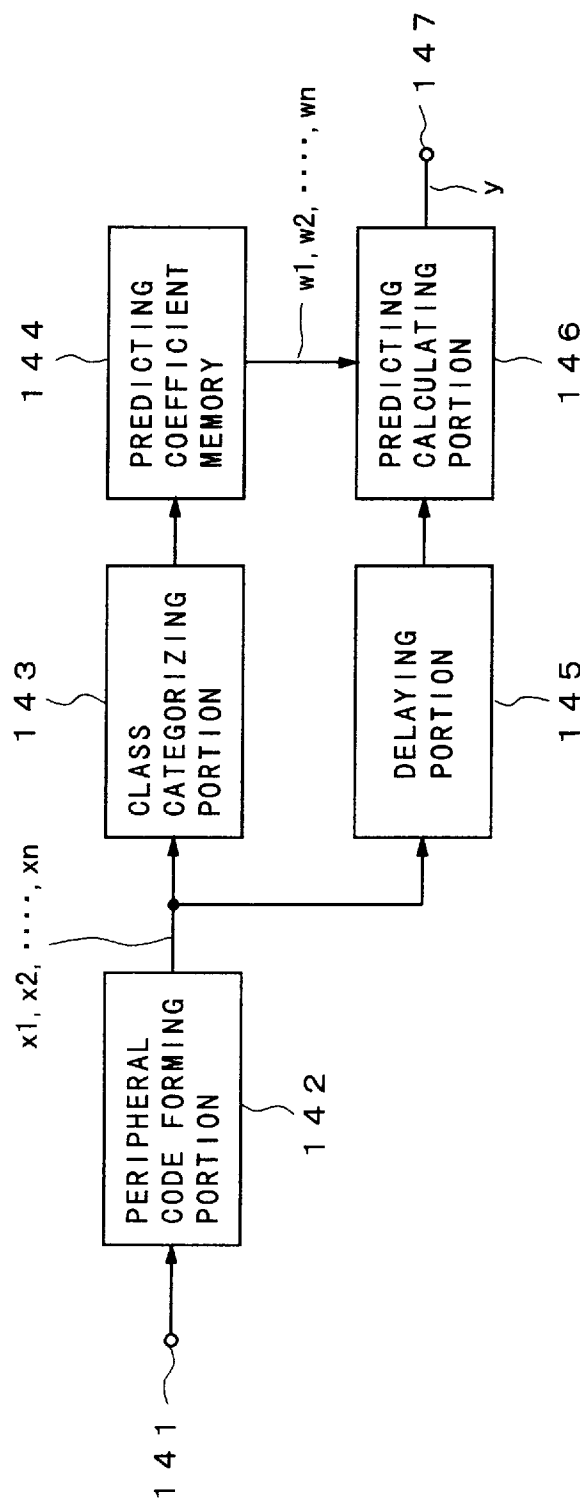 141
PERIPHERAL
CODE FORMING
PORTION
142
x1, x2, ····, xn
143
CLASS
CATEGORIZING
PORTION
144
PREDICTING
COEFFICIENT
MEMORY
w1, w2, ····, wn
DELAYING
PORTION
145
PREDICTING
CALCULATING
PORTION
146
y
147